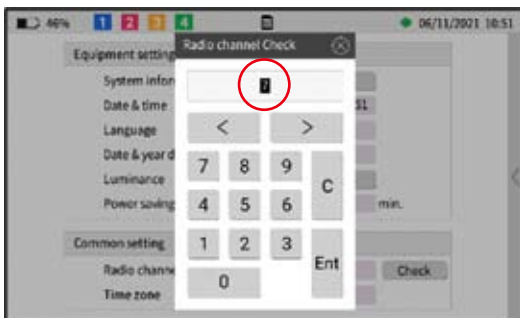 46% 1 2 3 4 06/11/2021 10:51
Radio channel Check
Equipment setting
System infor
Date & time 51
Language
Date & year d
Luminance
Power saving min.
Common setting
Radio channe Check
Time zone
< >
7 8 9 C
4 5 6
1 2 3 Ent
0